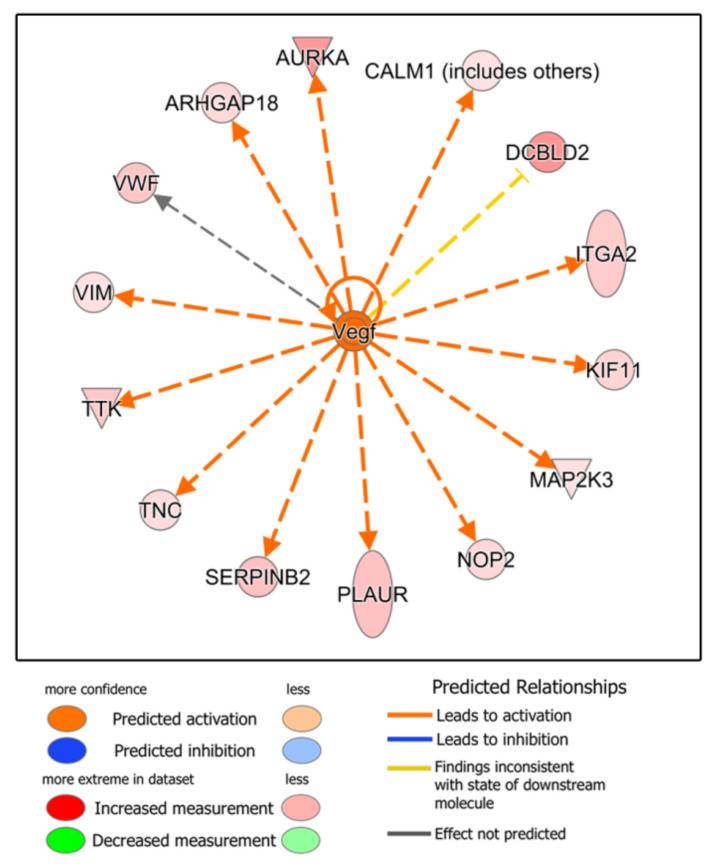 AURKA
CALM1 (includes others)
ARHGAP18
DCBLD2
VWF
ITGA2
VIM
Vegf
KIF11
TTK
MAP2K3
TNC
NOP2
SERPINB2
PLAUR
more confidence less
Predicted activation
Predicted inhibition
more extreme in dataset less
Increased measurement
Decreased measurement
Predicted Relationships
Leads to activation
Leads to inhibition
Findings inconsistent
with state of downstream
molecule
Effect not predicted